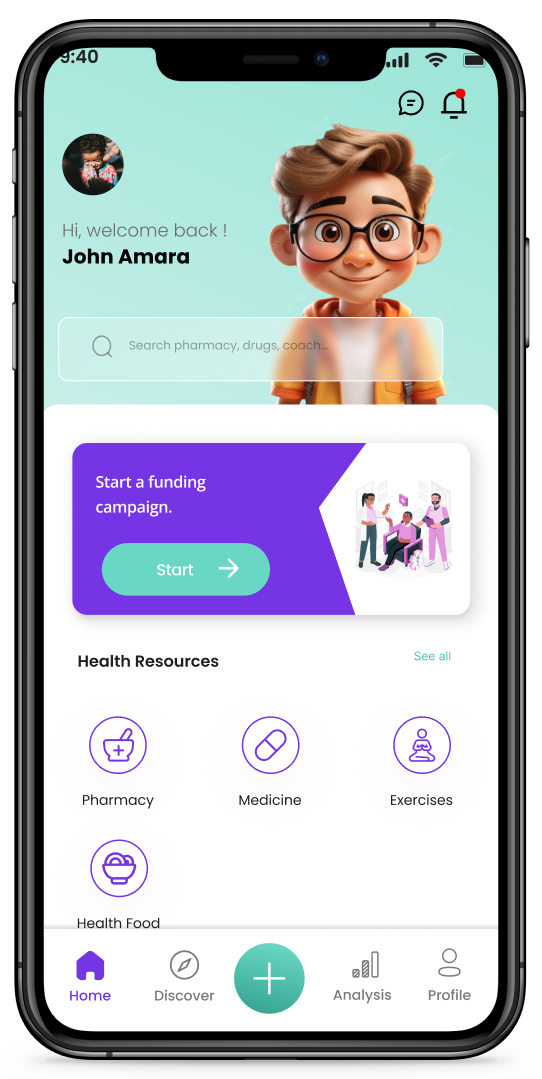 9:40
Hi, welcome back !
John Amara
Search pharmacy, drugs, coach...
Start a funding
campaign.
Start
Health Resources
See all
Pharmacy
Medicine
Exercises
Health Food
Home
Discover
Analysis
Profile